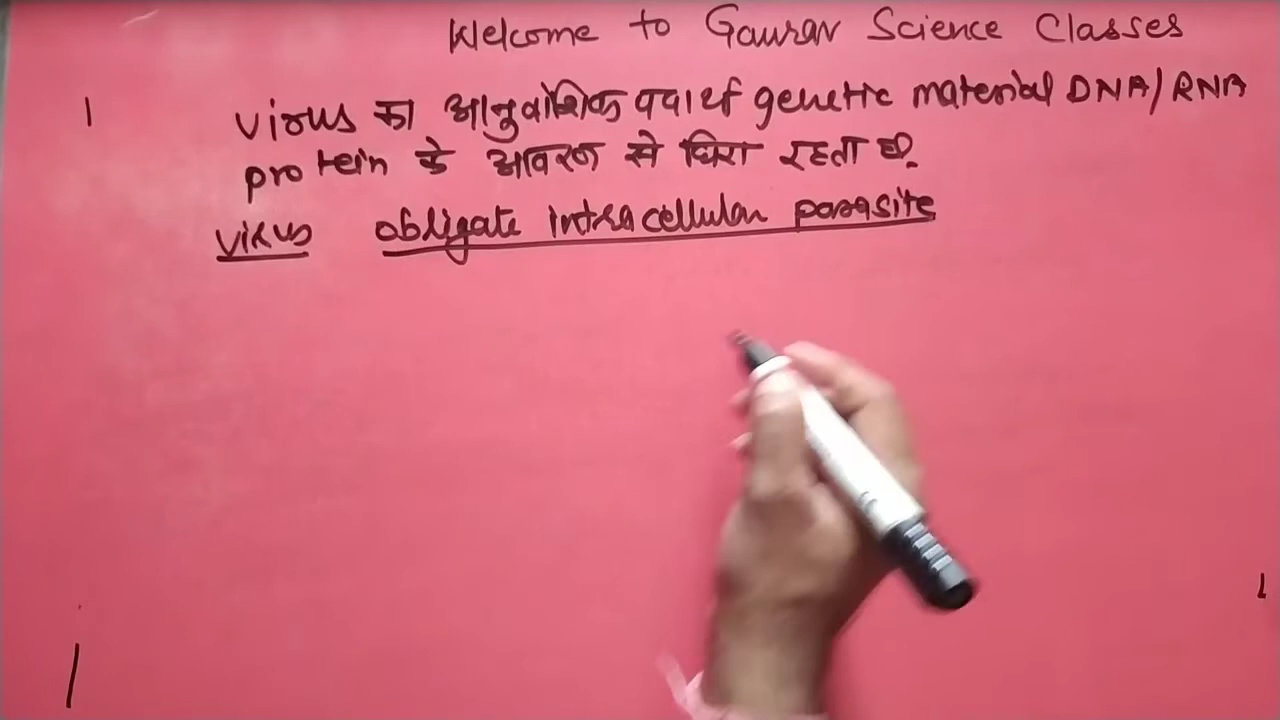 Welcome to Gaurav Science Classes
virus का आनुवांशिक पदार्थ genetic material DNA/RNA
protein के आवरण से घिरा रहता है.
virus obligate intracellular parasite